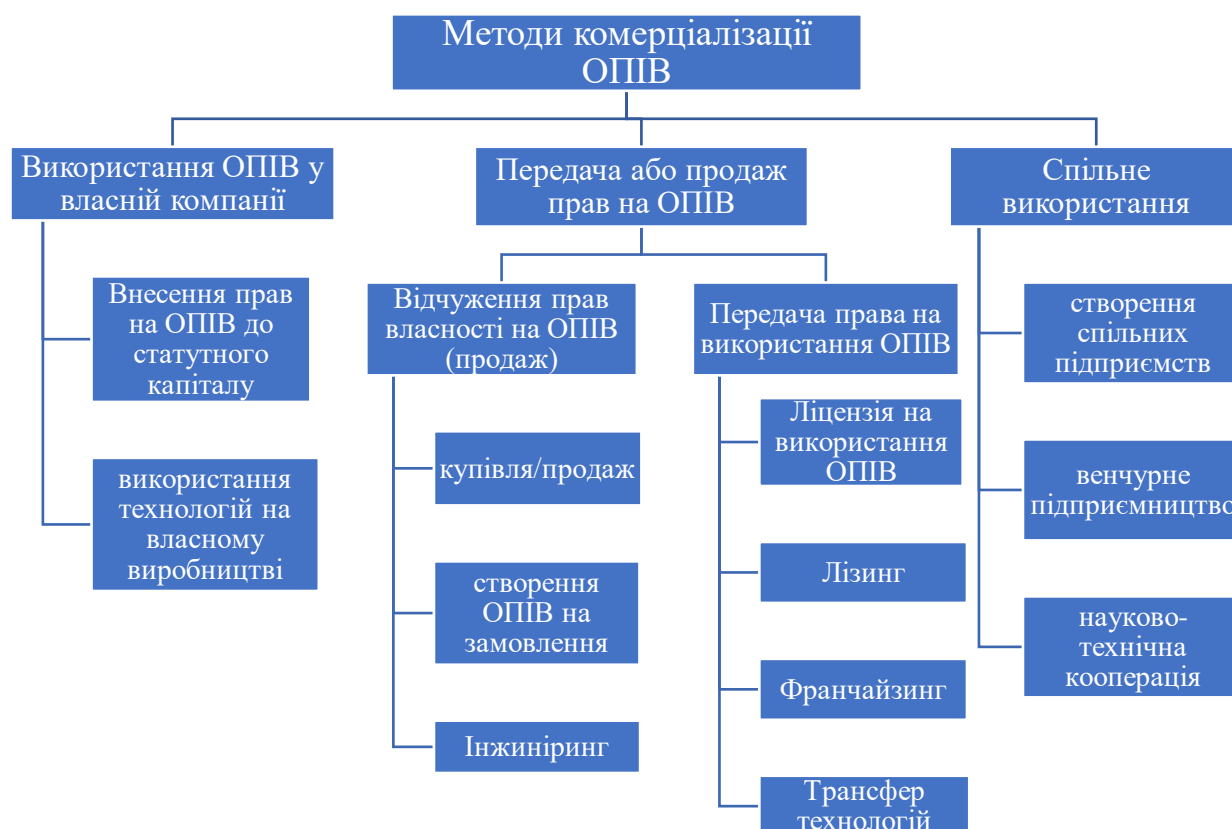 Методи комерціалізації
ОПІВ
Використання ОПІВ у
власній компанії
Внесення прав
на ОПІВ до
статутного
капіталу
використання
технологій на
власному
виробництві
Передача або продаж
прав на ОПІВ
Відчуження прав
власності на ОПІВ
(продаж)
купівля/продаж
створення
ОПІВ на
замовлення
Інжиніринг
Передача права на
використання ОПІВ
Ліцензія на
використання
ОПІВ
Лізинг
Франчайзинг
Трансфер
технологій
Спільне
використання
створення
спільних
підприємств
венчурне
підприємництво
науково-
технічна
кооперація